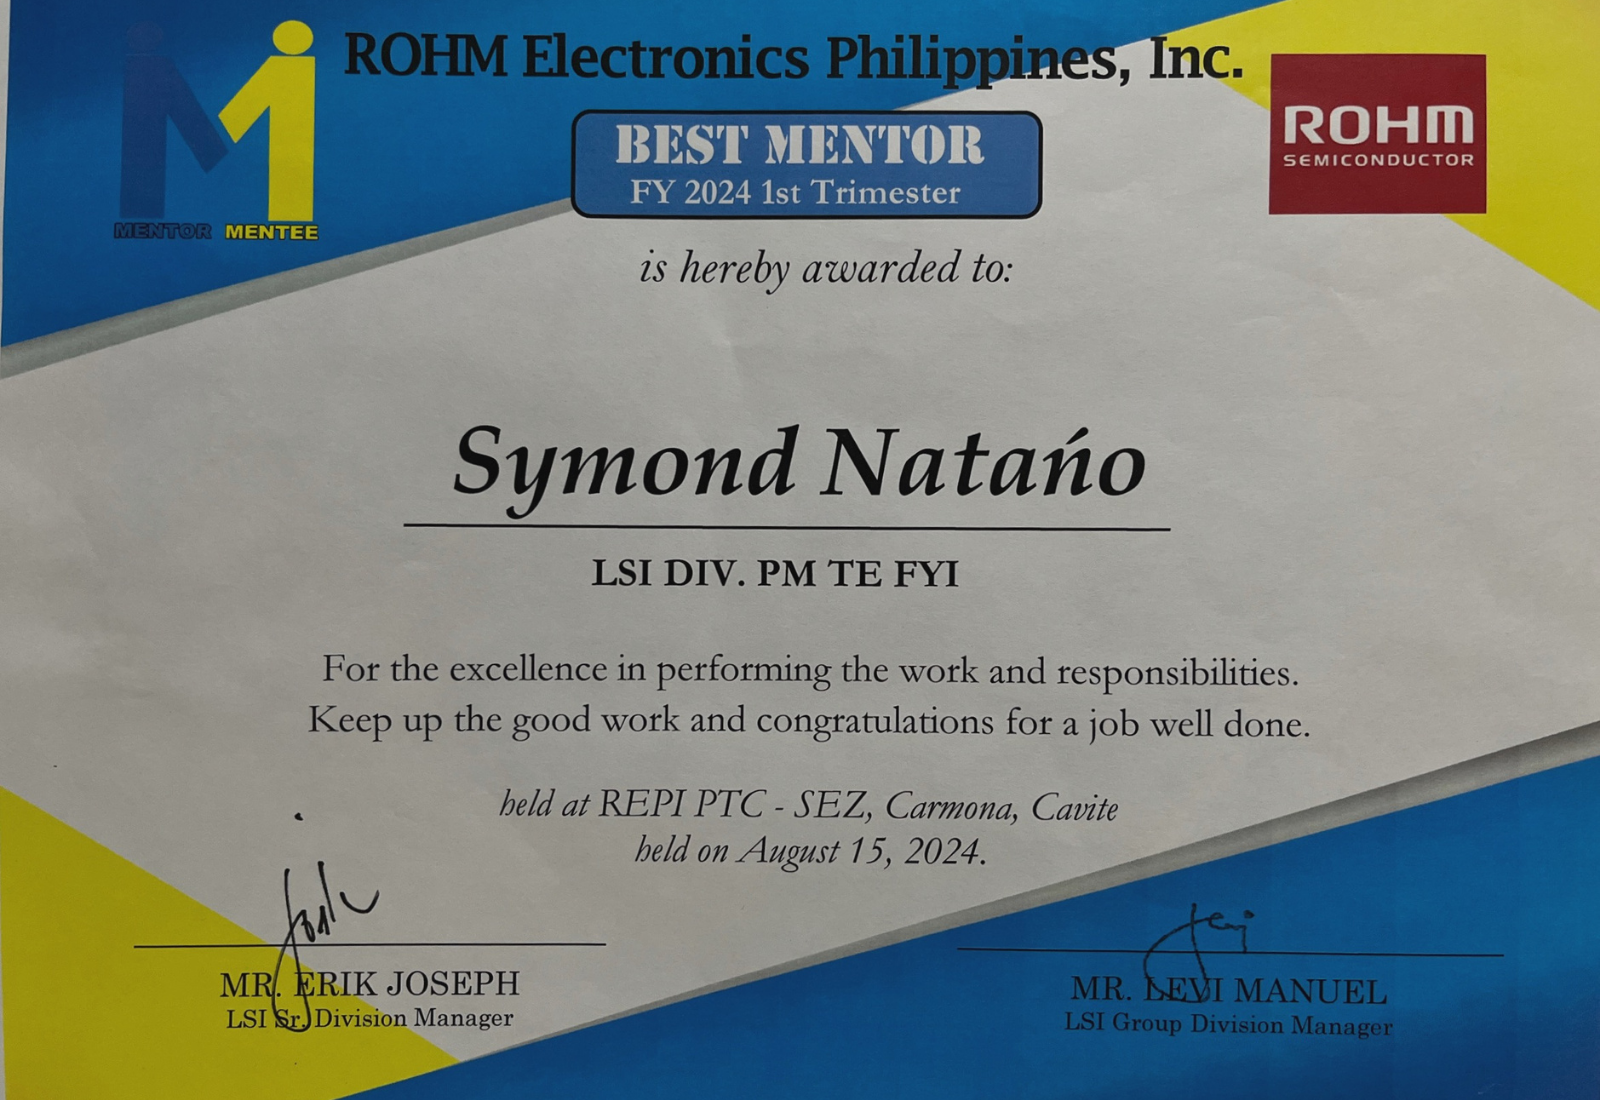 ROHM Electronics Philippines, Inc.
MENTOR MENTEE
BEST MENTOR
FY 2024 1st Trimester
ROHM
SEMICONDUCTOR
is hereby awarded to:
Symond Natańo
LSI DIV. PM TE FYI
For the excellence in performing the work and responsibilities.
Keep up the good work and congratulations for a job well done.
held at REPI PTC - SEZ, Carmona, Cavite
held on August 15, 2024.
MR. ERIK JOSEPH
LSI Sr. Division Manager
MR. LEVI MANUEL
LSI Group Division Manager